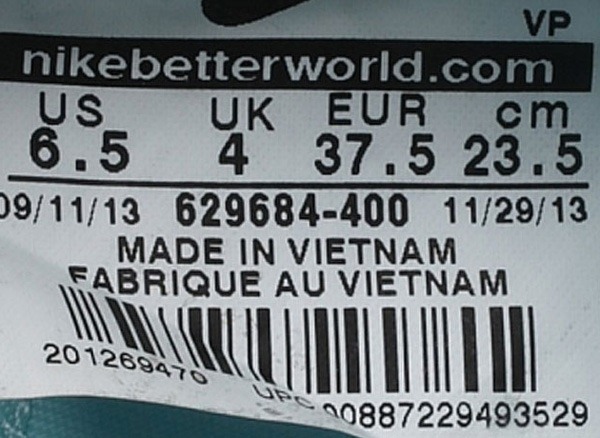 VP
nikebetterworld.com
US UK EUR cm
6.5 4 37.5 23.5
09/11/13 629684-400 11/29/13
MADE IN VIETNAM
FABRIQUE AU VIETNAM
201269470
UPC 00887229493529